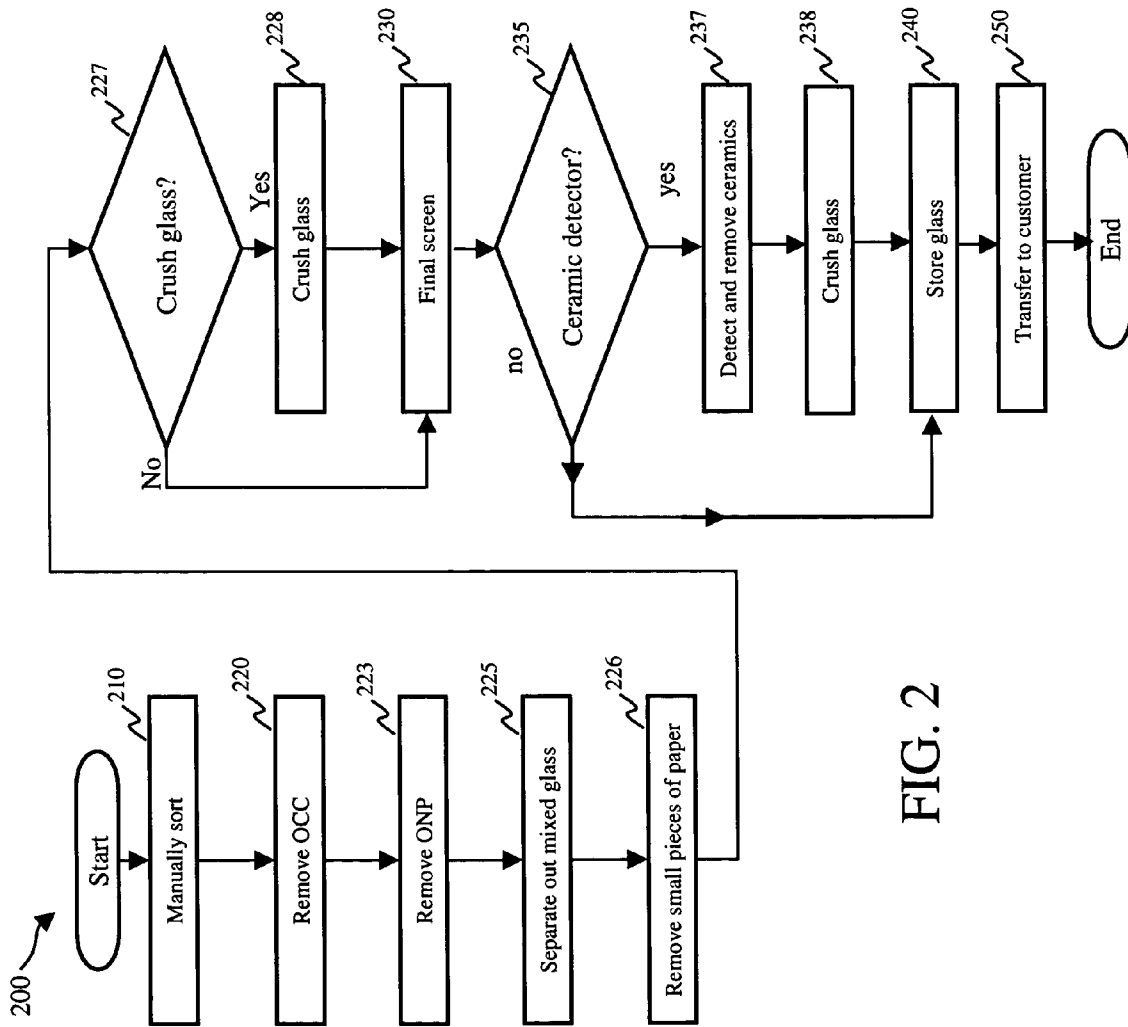 200
Start
210
Manually sort
220
Remove OCC
223
Remove ONP
225
Separate out mixed glass
226
Remove small pieces of paper
227
Crush glass?
No
Yes
228
Crush glass
230
Final screen
235
Ceramic detector?
no
yes
237
Detect and remove ceramics
238
Crush glass
240
Store glass
250
Transfer to customer
End
FIG. 2